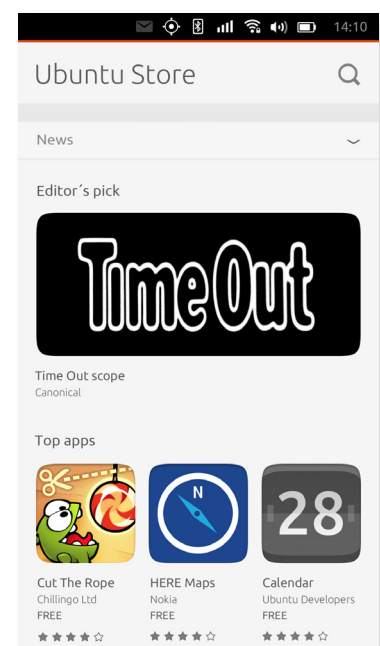 14:10
Ubuntu Store
News
Editor´s pick
Time Out
Time Out scope
Canonical
Top apps
N
28
Cut The Rope
HERE Maps
Calendar
Chillingo Ltd
Nokia
Ubuntu Developers
FREE
FREE
FREE